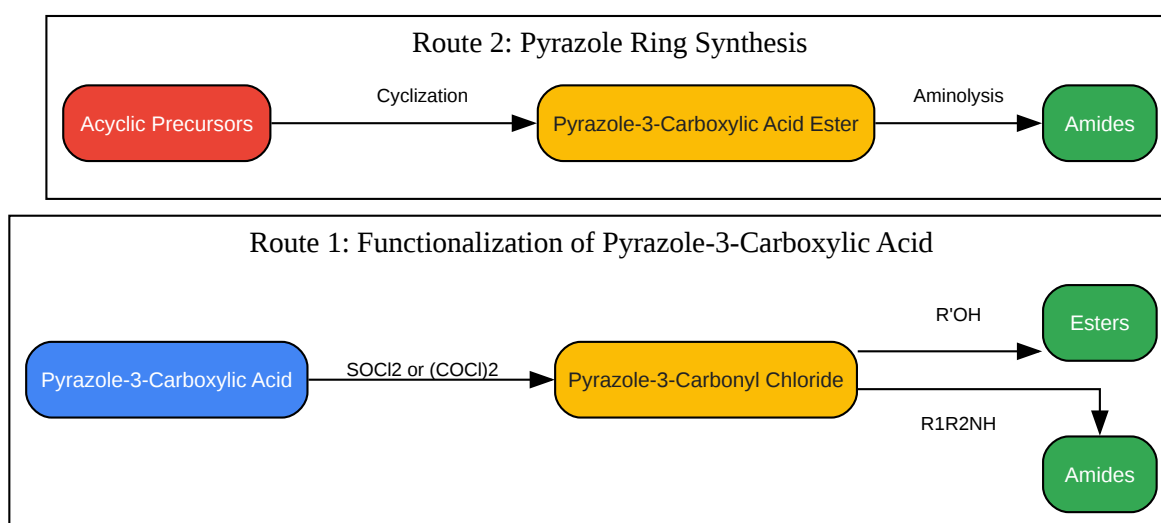 Route 2: Pyrazole Ring Synthesis
Acyclic Precursors
Cyclization
Pyrazole-3-Carboxylic Acid Ester
Aminolysis
Amides
Route 1: Functionalization of Pyrazole-3-Carboxylic Acid
Pyrazole-3-Carboxylic Acid
SOCl2 or (COCl)2
Pyrazole-3-Carbonyl Chloride
R'OH
Esters
R1R2NH
Amides